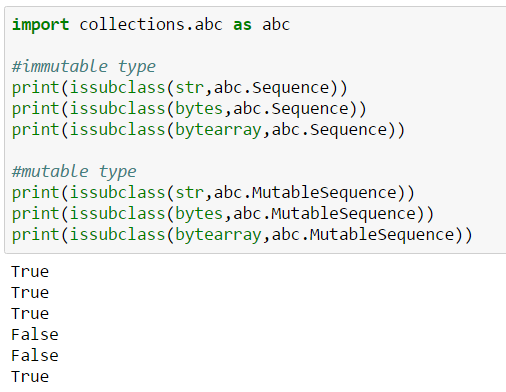 import collections.abc as abc

#immutable type
print(issubclass(str,abc.Sequence))
print(issubclass(bytes,abc.Sequence))
print(issubclass(bytearray,abc.Sequence))

#mutable type
print(issubclass(str,abc.MutableSequence))
print(issubclass(bytes,abc.MutableSequence))
print(issubclass(bytearray,abc.MutableSequence))
True
True
True
False
False
True